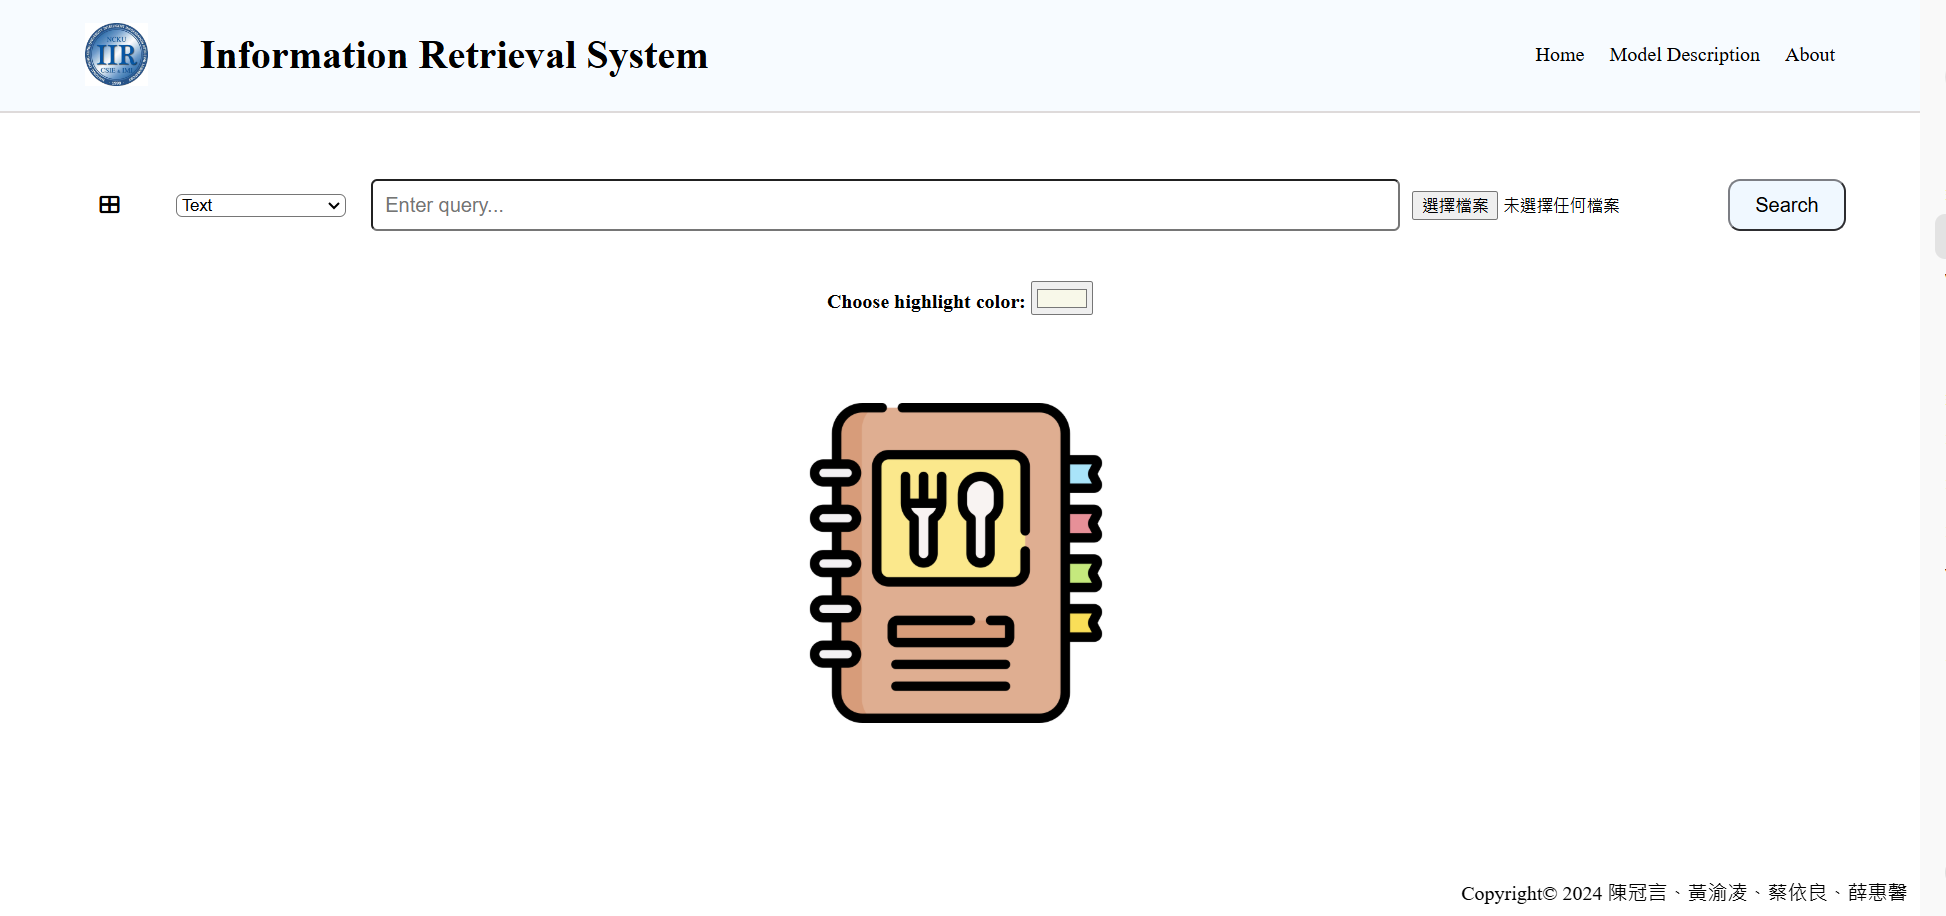 NCKU
IIR
Information Retrieval System
Home
Model Description
About
Text
Enter query...
選擇檔案 未選擇任何檔案
Search
Choose highlight color:
Copyright© 2024 陳冠言、黃渝凌、蔡依良、薛惠馨